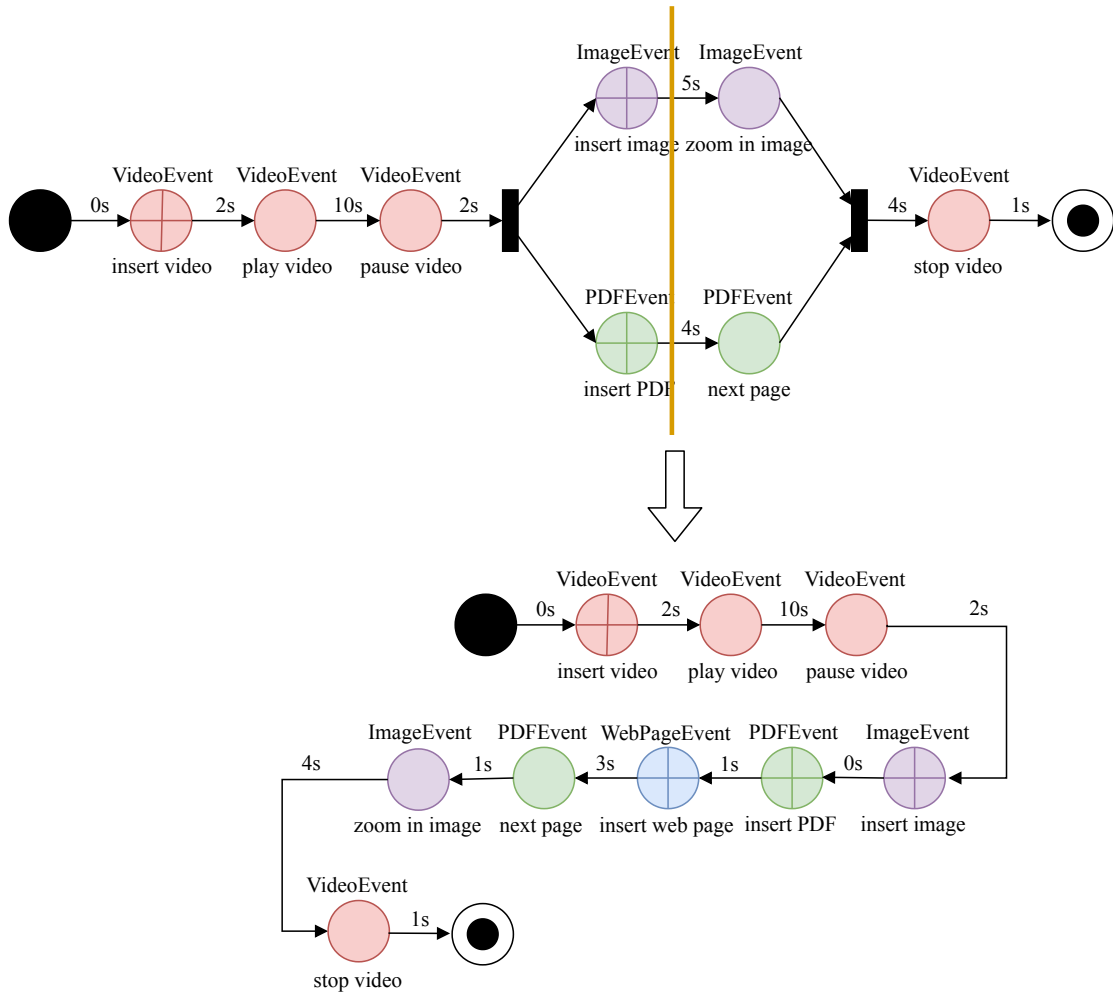 ImageEvent ImageEvent
5s
insert image zoom in image
VideoEvent VideoEvent VideoEvent VideoEvent
0s 2s 10s 2s 4s 1s
insert video play video pause video stop video
PDFEvent PDFEvent
4s
insert PDF next page
VideoEvent VideoEvent VideoEvent
0s 2s 10s 2s
insert video play video pause video
ImageEvent PDFEvent WebPageEvent PDFEvent ImageEvent
4s 1s 3s 1s 0s
zoom in image next page insert web page insert PDF insert image
VideoEvent
1s
stop video